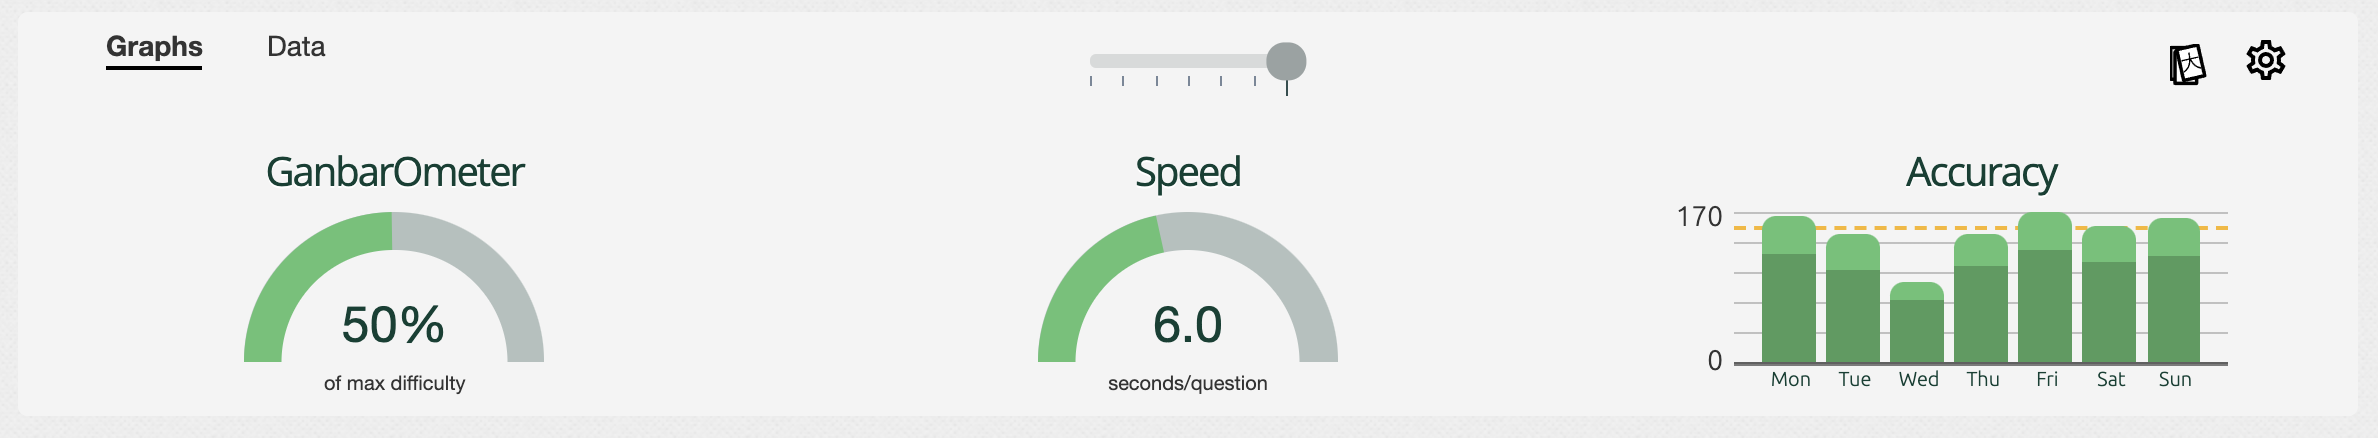 Graphs Data
大
GanbarOmeter
50%
of max difficulty
Speed
6.0
seconds/question
Accuracy
170
0
Mon Tue Wed Thu Fri Sat Sun